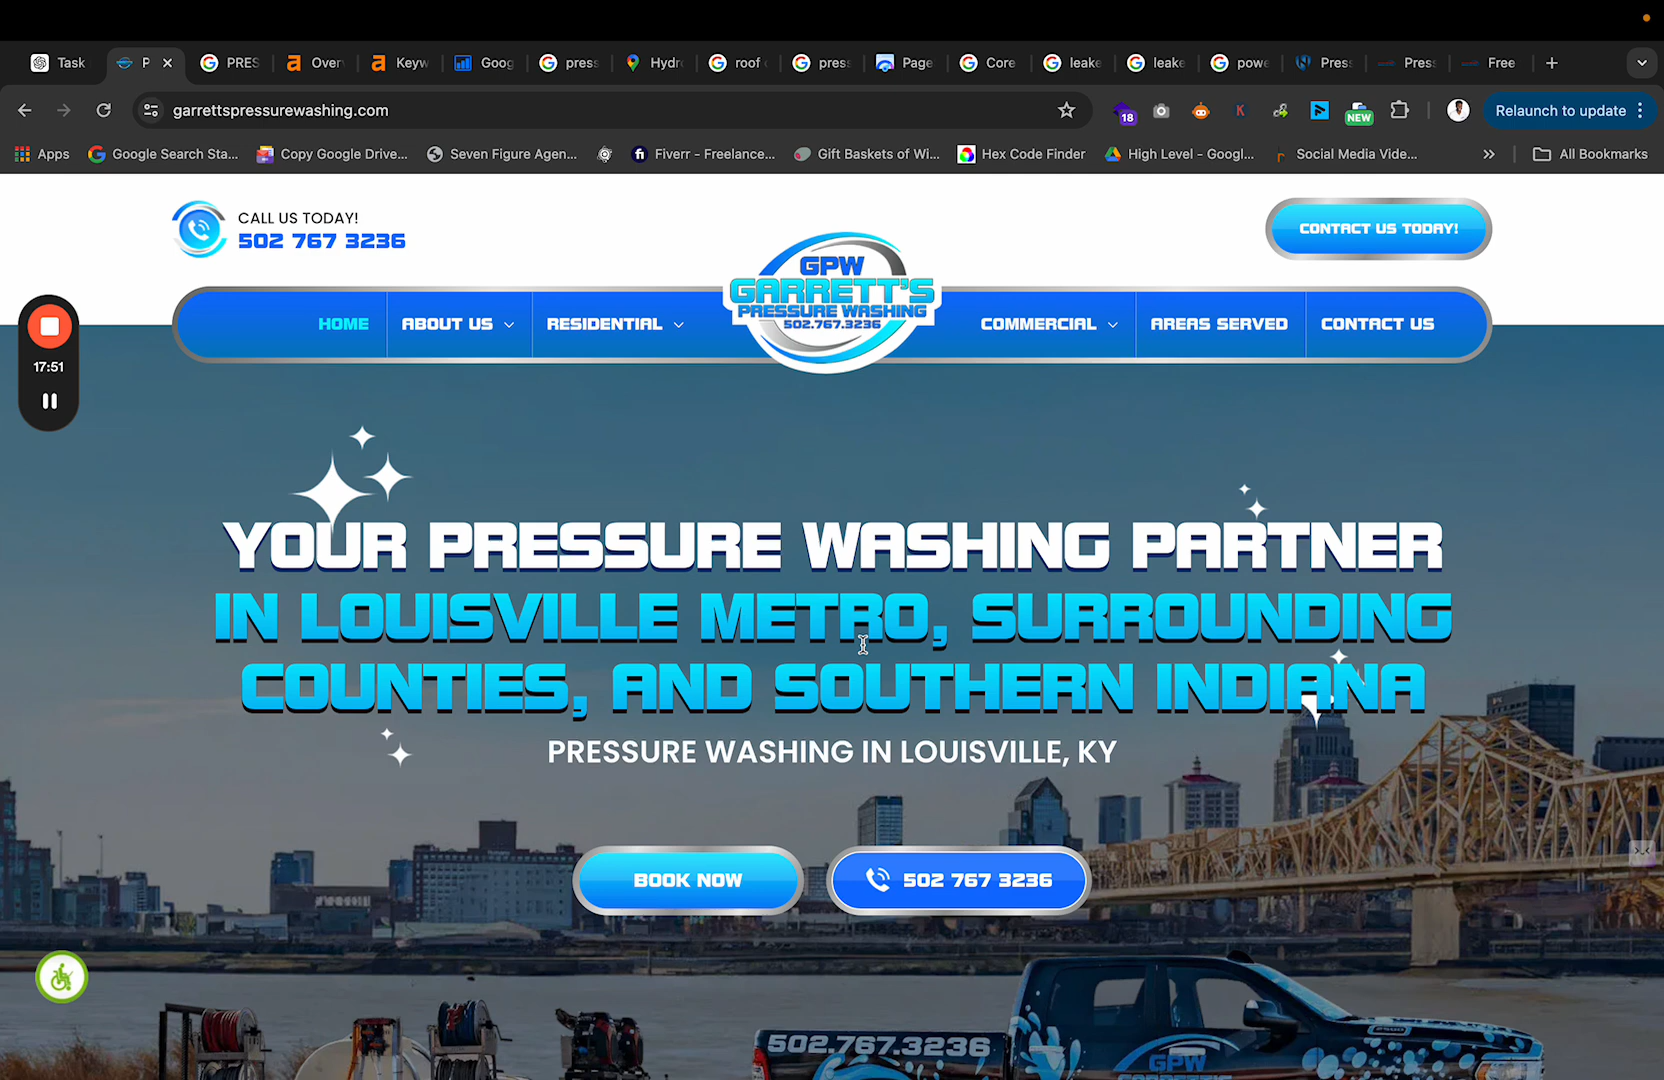 Task
P
PRES
Over
Keyw
Goog
press
Hydro
roof c
press
Page
Core
leake
leake
powe
Press
Press
Free
garrettspressurewashing.com
18
NEW
Relaunch to update
Apps
Google Search Sta...
Copy Google Drive...
Seven Figure Agen...
Fiverr – Freelance...
Gift Baskets of Wi...
Hex Code Finder
High Level - Googl...
Social Media Vide...
All Bookmarks
CALL US TODAY!
502 767 3236
CONTACT US TODAY!
HOME
ABOUT US
RESIDENTIAL
GPW
GARRETT'S
PRESSURE WASHING
502.767.3236
COMMERCIAL
AREAS SERVED
CONTACT US
17:51
YOUR PRESSURE WASHING PARTNER
IN LOUISVILLE METRO, SURROUNDING
COUNTIES, AND SOUTHERN INDIANA
PRESSURE WASHING IN LOUISVILLE, KY
BOOK NOW
502 767 3236
502.767.3236
GPW
2500